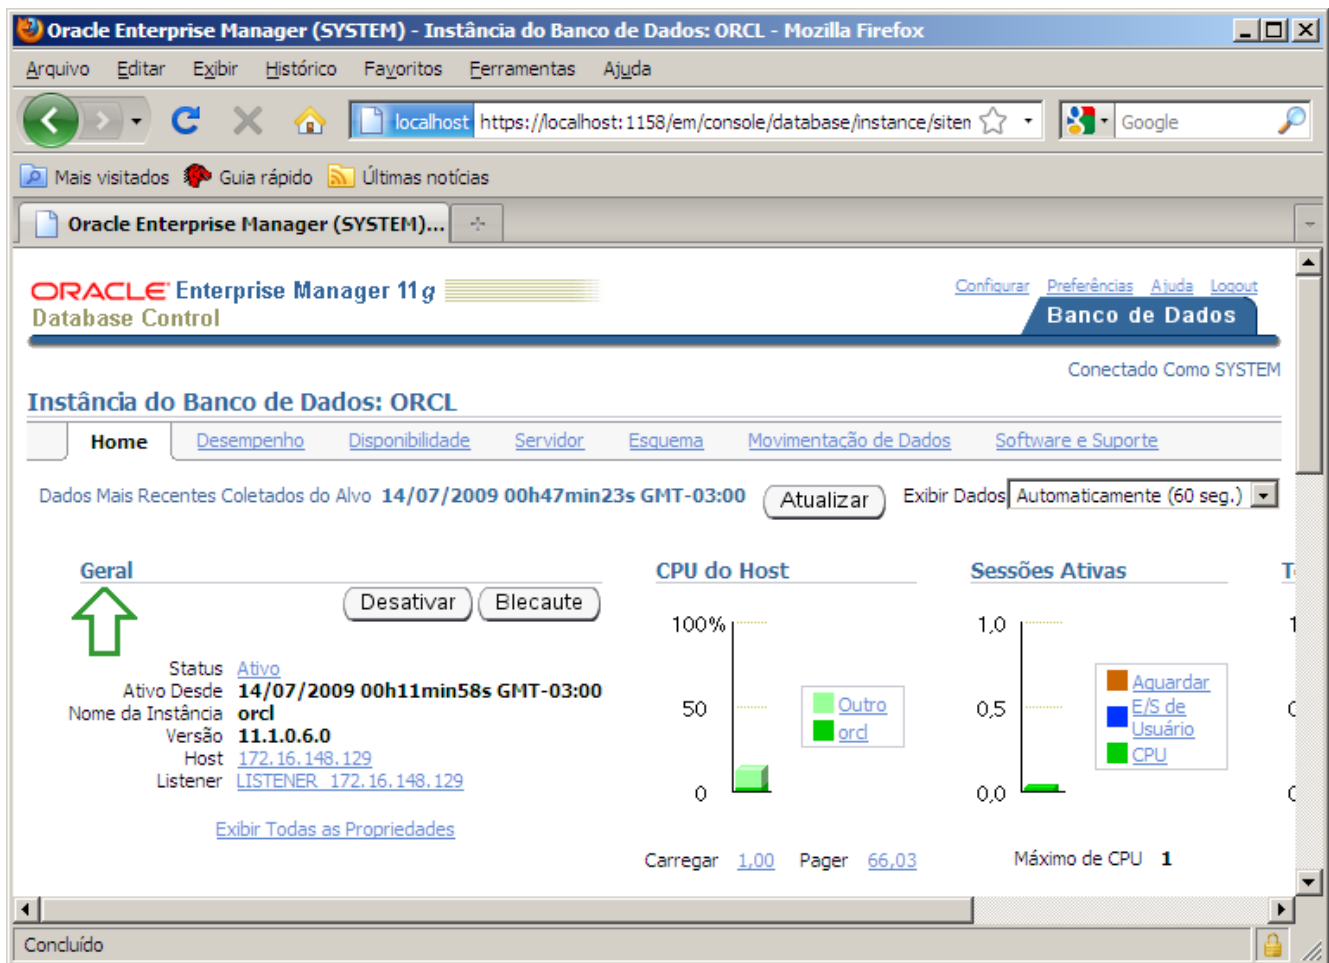 Oracle Enterprise Manager (SYSTEM) - Instância do Banco de Dados: ORCL - Mozilla Firefox
Arquivo Editar Exibir Histórico Favoritos Ferramentas Ajuda
localhost https://localhost:1158/em/console/database/instance/siten Google
Mais visitados Guia rápido Últimas notícias
Oracle Enterprise Manager (SYSTEM)...
ORACLE Enterprise Manager 11g
Configurar Preferências Ajuda Logout
Database Control
Banco de Dados
Conectado Como SYSTEM
Instância do Banco de Dados: ORCL
Home Desempenho Disponibilidade Servidor Esquema Movimentação de Dados Software e Suporte
Dados Mais Recentes Coletados do Alvo 14/07/2009 00h47min23s GMT-03:00 Atualizar Exibir Dados Automaticamente (60 seg.)
Geral
Desativar Blecaute
Status Ativo
Ativo Desde 14/07/2009 00h11min58s GMT-03:00
Nome da Instância orcl
Versão 11.1.0.6.0
Host 172.16.148.129
Listener LISTENER_172.16.148.129
Exibir Todas as Propriedades
CPU do Host
100%
50
0
Outro
orcl
Carregar 1,00 Pager 66,03
Sessões Ativas
1,0
0,5
0,0
Aguardar
E/S de
Usuário
CPU
Máximo de CPU 1
Concluído